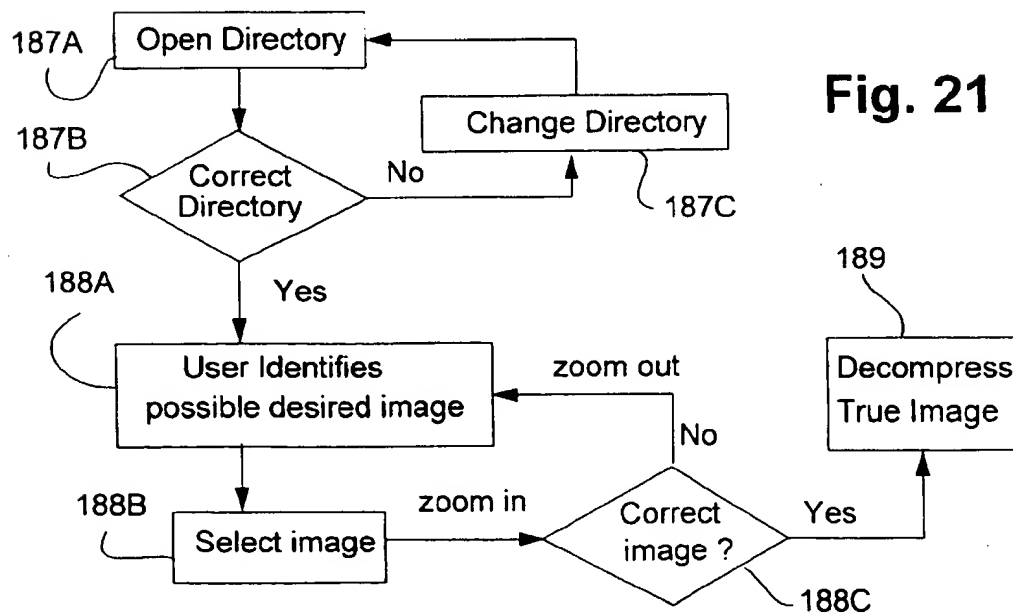 187A
Open Directory
Fig. 21
Change Directory
187B
Correct
Directory
No
187C
Yes
188A
189
User Identifies
possible desired image
zoom out
Decompress
True Image
No
188B
Select image
zoom in
Correct
image ?
Yes
188C